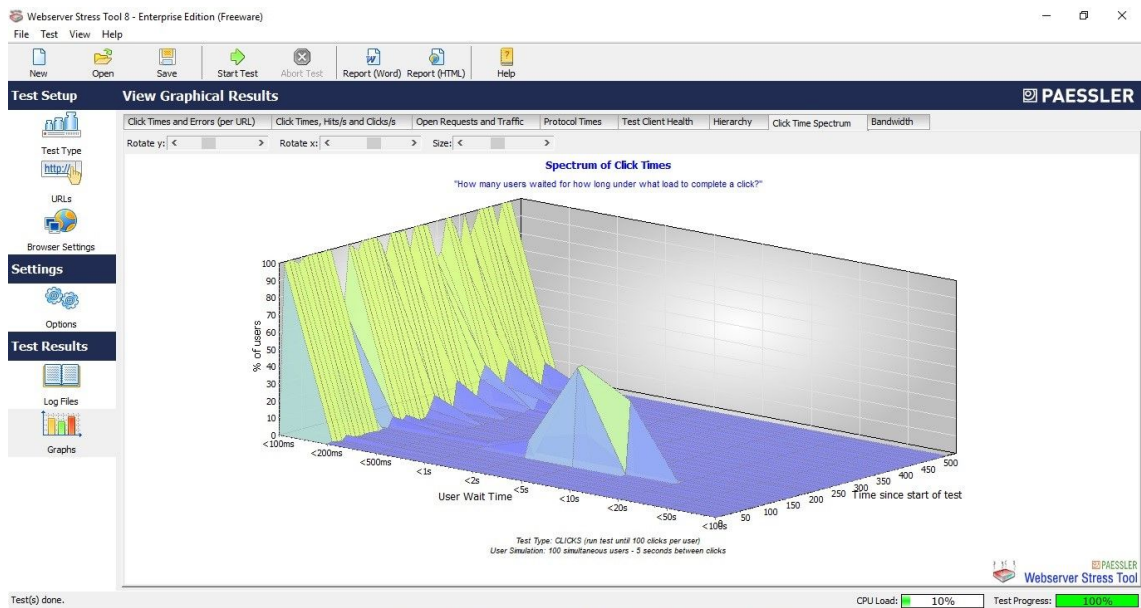 Webserver Stress Tool 8 - Enterprise Edition (Freeware)
File Test View Help
New Open Save Start Test Abort Test Report (Word) Report (HTML) Help
Test Setup
View Graphical Results
PAESSLER
Click Times and Errors (per URL) Click Times, Hits/s and Clicks/s Open Requests and Traffic Protocol Times Test Client Health Hierarchy Click Time Spectrum Bandwidth
Rotate y: < > Rotate x: < > Size: < >
Test Type
http://
URLs
Browser Settings
Settings
Options
Test Results
Log Files
Graphs
Spectrum of Click Times
"How many users waited for how long under what load to complete a click?"
% of users
100
90
80
70
60
50
40
30
20
10
0
<100ms
<200ms
<500ms
<1s
<2s
<5s
<10s
<20s
<50s
<100s
User Wait Time
0
50
100
150
200
250
300
350
400
450
500
Time since start of test
Test Type: CLICKS (run test until 100 clicks per user)
User Simulation: 100 simultaneous users - 5 seconds between clicks
PAESSLER
Webserver Stress Tool
Test(s) done.
CPU Load: 10% Test Progress: 100%